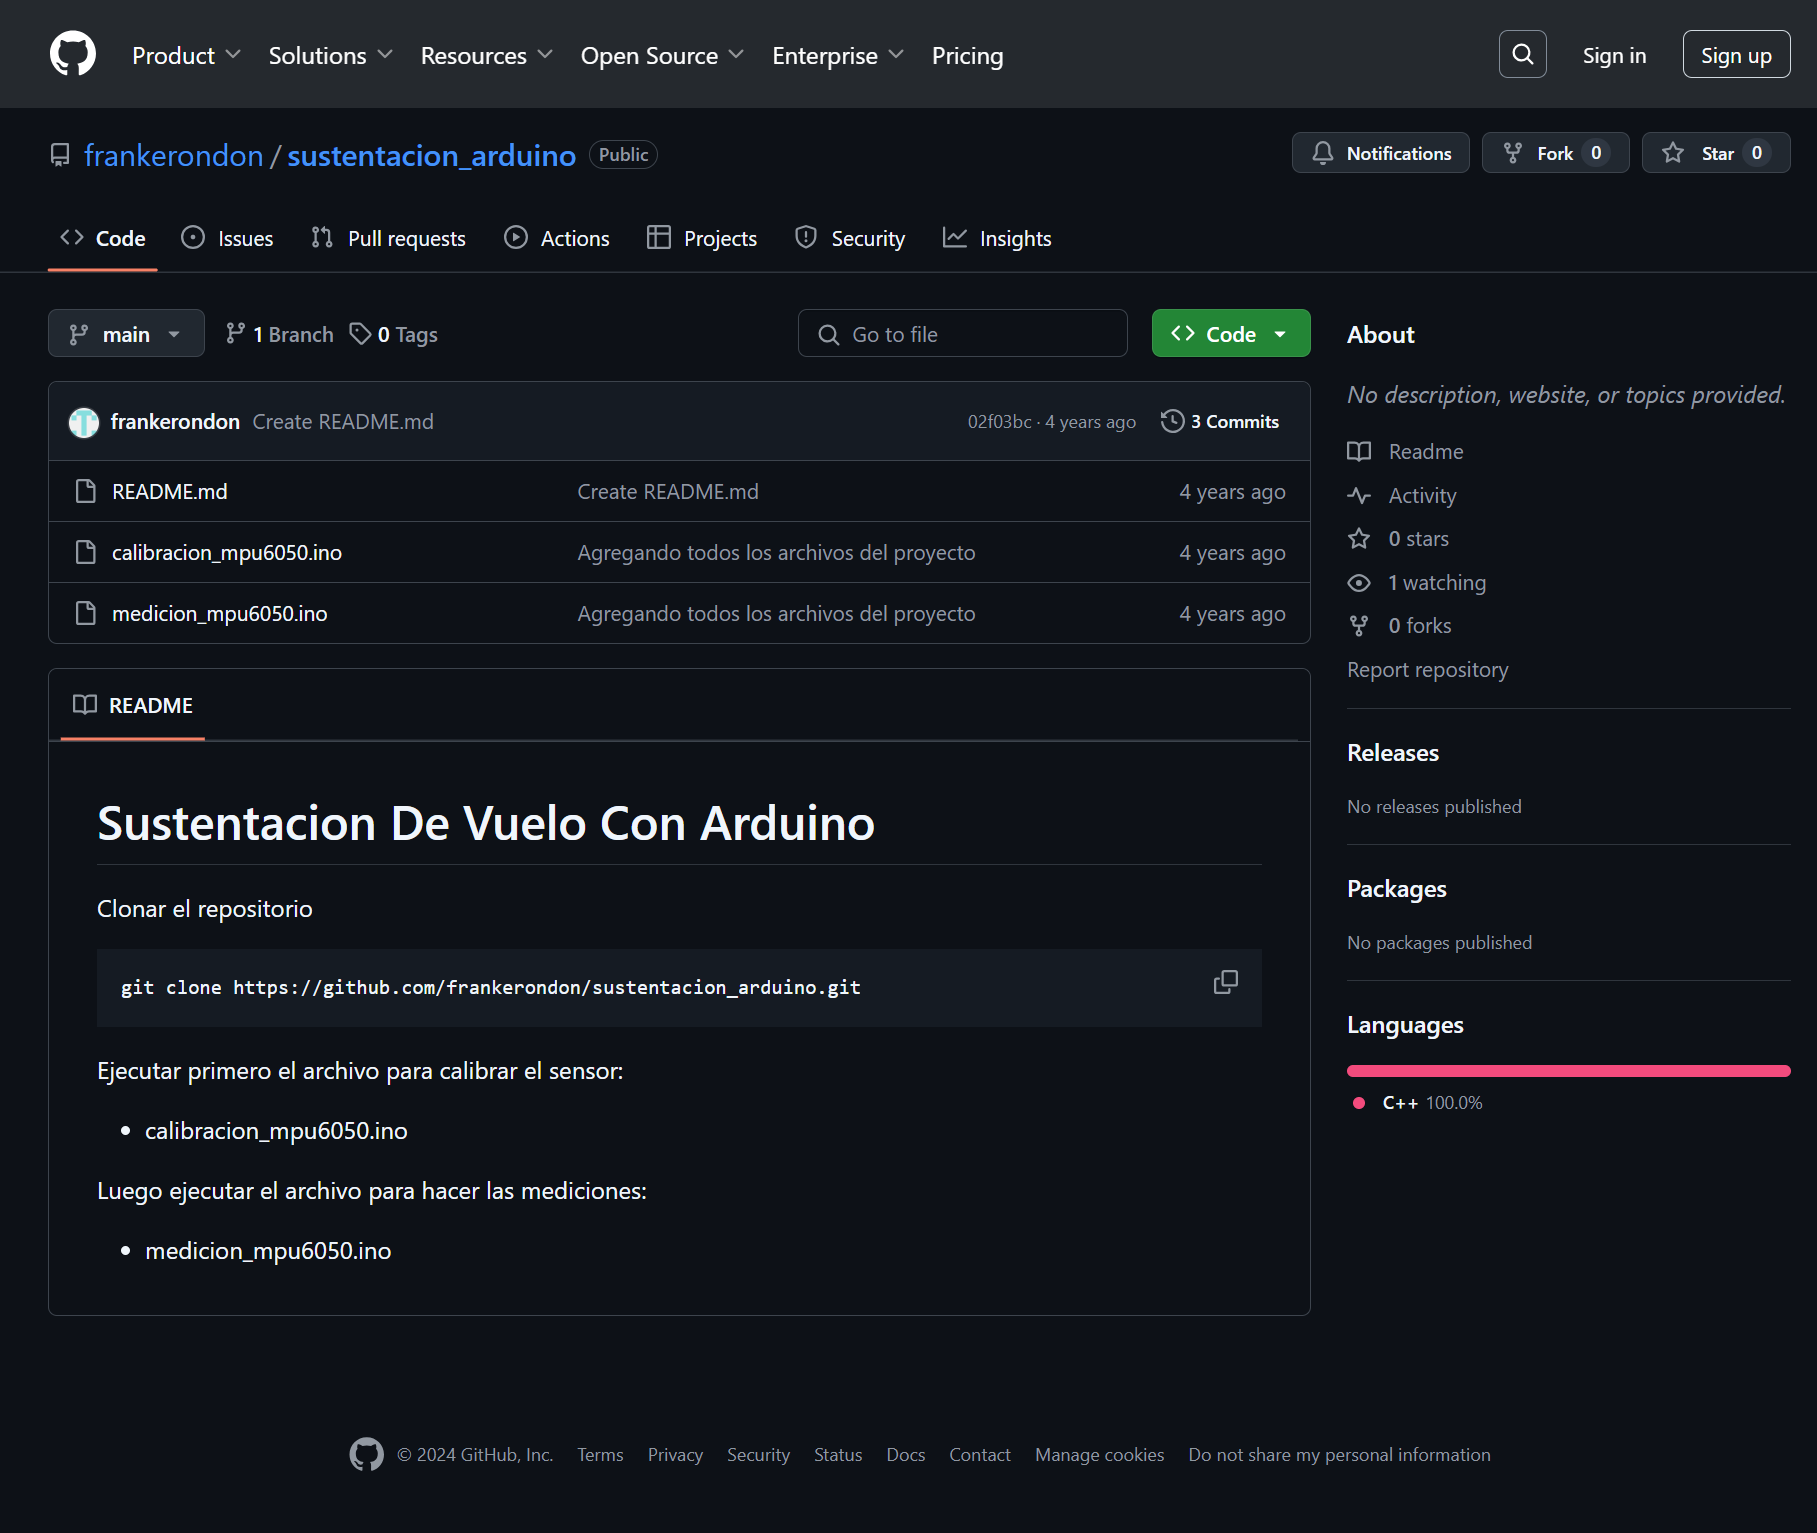 Product Solutions Resources Open Source Enterprise Pricing Sign in Sign up
frankerondon / sustentacion_arduino Public Notifications Fork 0 Star 0
Code Issues Pull requests Actions Projects Security Insights
main 1 Branch 0 Tags Go to file Code
frankerondon Create README.md 02f03bc · 4 years ago 3 Commits
README.md Create README.md 4 years ago
calibracion_mpu6050.ino Agregando todos los archivos del proyecto 4 years ago
medicion_mpu6050.ino Agregando todos los archivos del proyecto 4 years ago
README
Sustentacion De Vuelo Con Arduino
Clonar el repositorio
git clone https://github.com/frankerondon/sustentacion_arduino.git
Ejecutar primero el archivo para calibrar el sensor:
• calibracion_mpu6050.ino
Luego ejecutar el archivo para hacer las mediciones:
• medicion_mpu6050.ino
About
No description, website, or topics provided.
Readme
Activity
0 stars
1 watching
0 forks
Report repository
Releases
No releases published
Packages
No packages published
Languages
C++ 100.0%
© 2024 GitHub, Inc. Terms Privacy Security Status Docs Contact Manage cookies Do not share my personal information